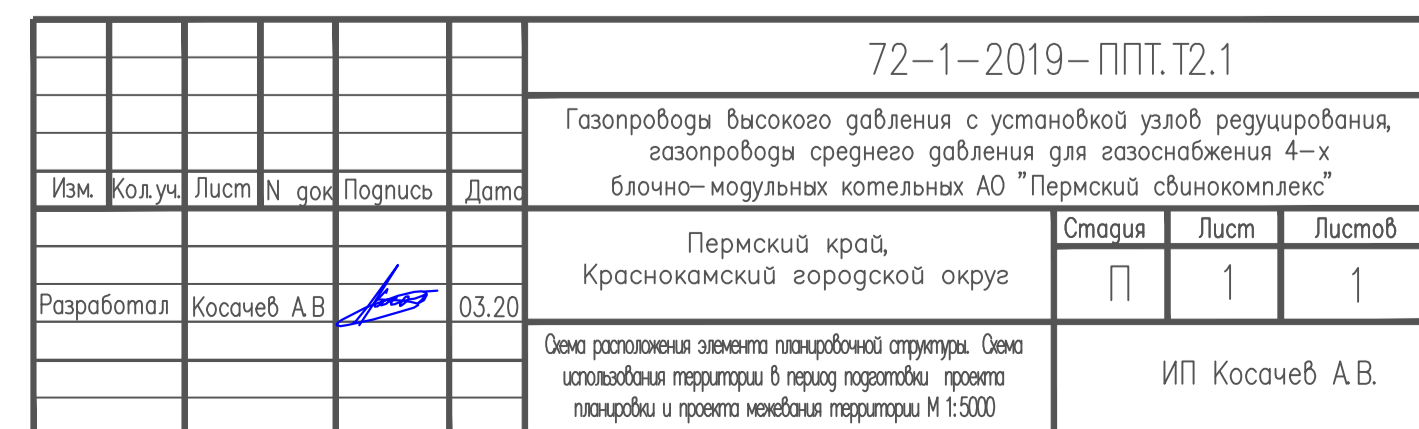 72-1-2019-ППТ.Т2.1
Газопроводы высокого давления с установкой узлов редуцирования,
газопроводы среднего давления для газоснабжения 4-х
блочно-модульных котельных АО "Пермский свинокомплекс"
Изм. Кол.уч. Лист N док Подпись Дата
Пермский край,
Краснокамский городской округ
Стадия Лист Листов
П 1 1
Разработал Косачев А.В 03.20
Схема расположения элемента планировочной структуры. Схема
использования территории в период подготовки проекта
планировки и проекта межевания территории М 1:5000
ИП Косачев А.В.